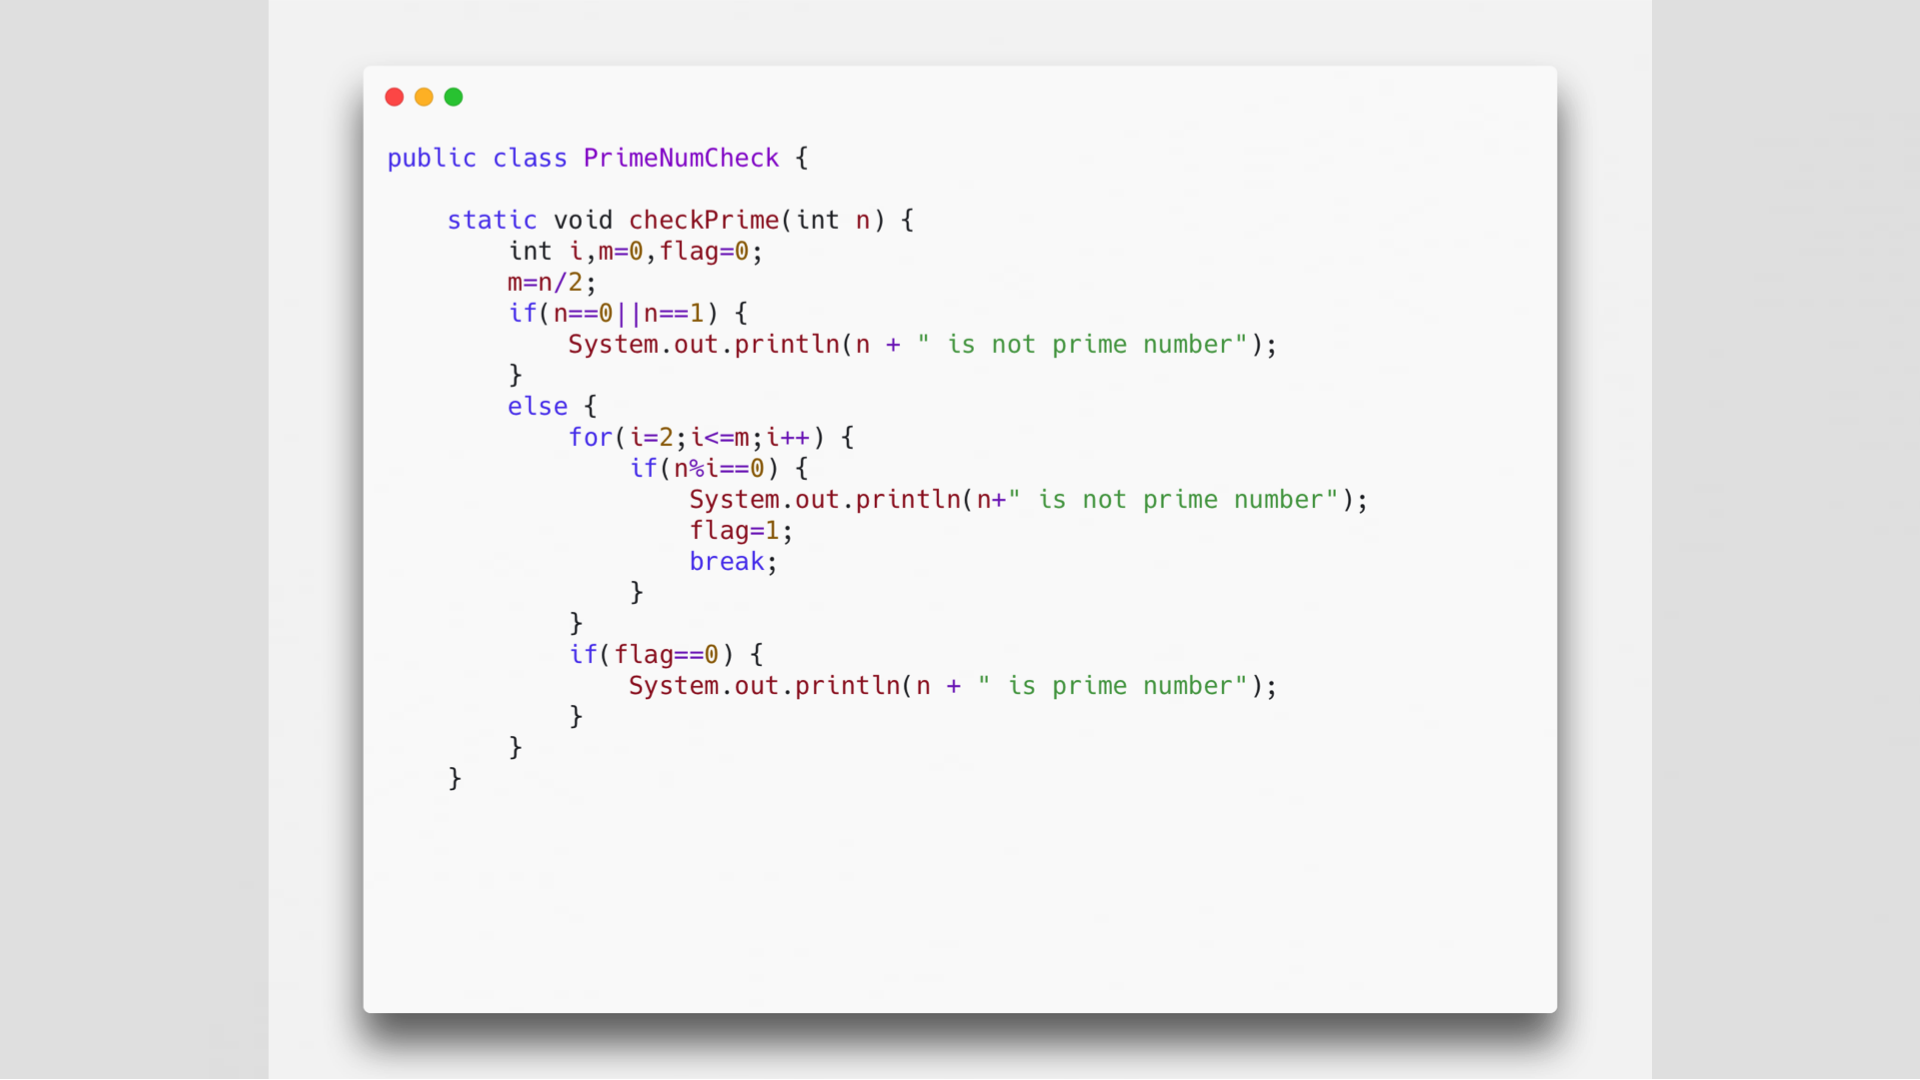 public class PrimeNumCheck {
static void checkPrime(int n) {
int i,m=0,flag=0;
m=n/2;
if(n==0||n==1) {
System.out.println(n + " is not prime number");
}
else {
for(i=2;i<=m;i++) {
if(n%i==0) {
System.out.println(n+" is not prime number");
flag=1;
break;
}
}
if(flag==0) {
System.out.println(n + " is prime number");
}
}
}